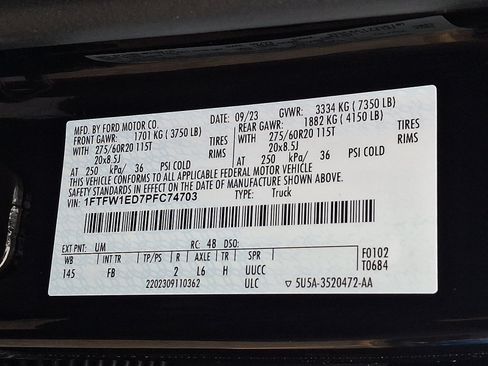 MFD. BY FORD MOTOR CO. DATE: 09/23 GVWR: 3334 KG ( 7350 LB)
FRONT GAWR: 1701 KG ( 3750 LB) REAR GAWR: 1882 KG ( 4150 LB)
WITH 275/60R20 115T TIRES WITH 275/60R20 115T TIRES
20x8.5J RIMS 20x8.5J RIMS
AT 250 kPa/ 36 PSI COLD AT 250 kPa/ 36 PSI COLD
THIS VEHICLE CONFORMS TO ALL APPLICABLE FEDERAL MOTOR VEHICLE
SAFETY STANDARDS IN EFFECT ON THE DATE OF MANUFACTURE SHOWN ABOVE.
VIN: 1FTFW1ED7PFC74703 TYPE: Truck
EXT PNT: UM RC: 48 DSO: F0102
WB INT TR TP/PS R AXLE TR SPR T0684
145 FB 2 L6 H UUCC
2202309110362 ULC ▽ 5U5A-3520472-AA